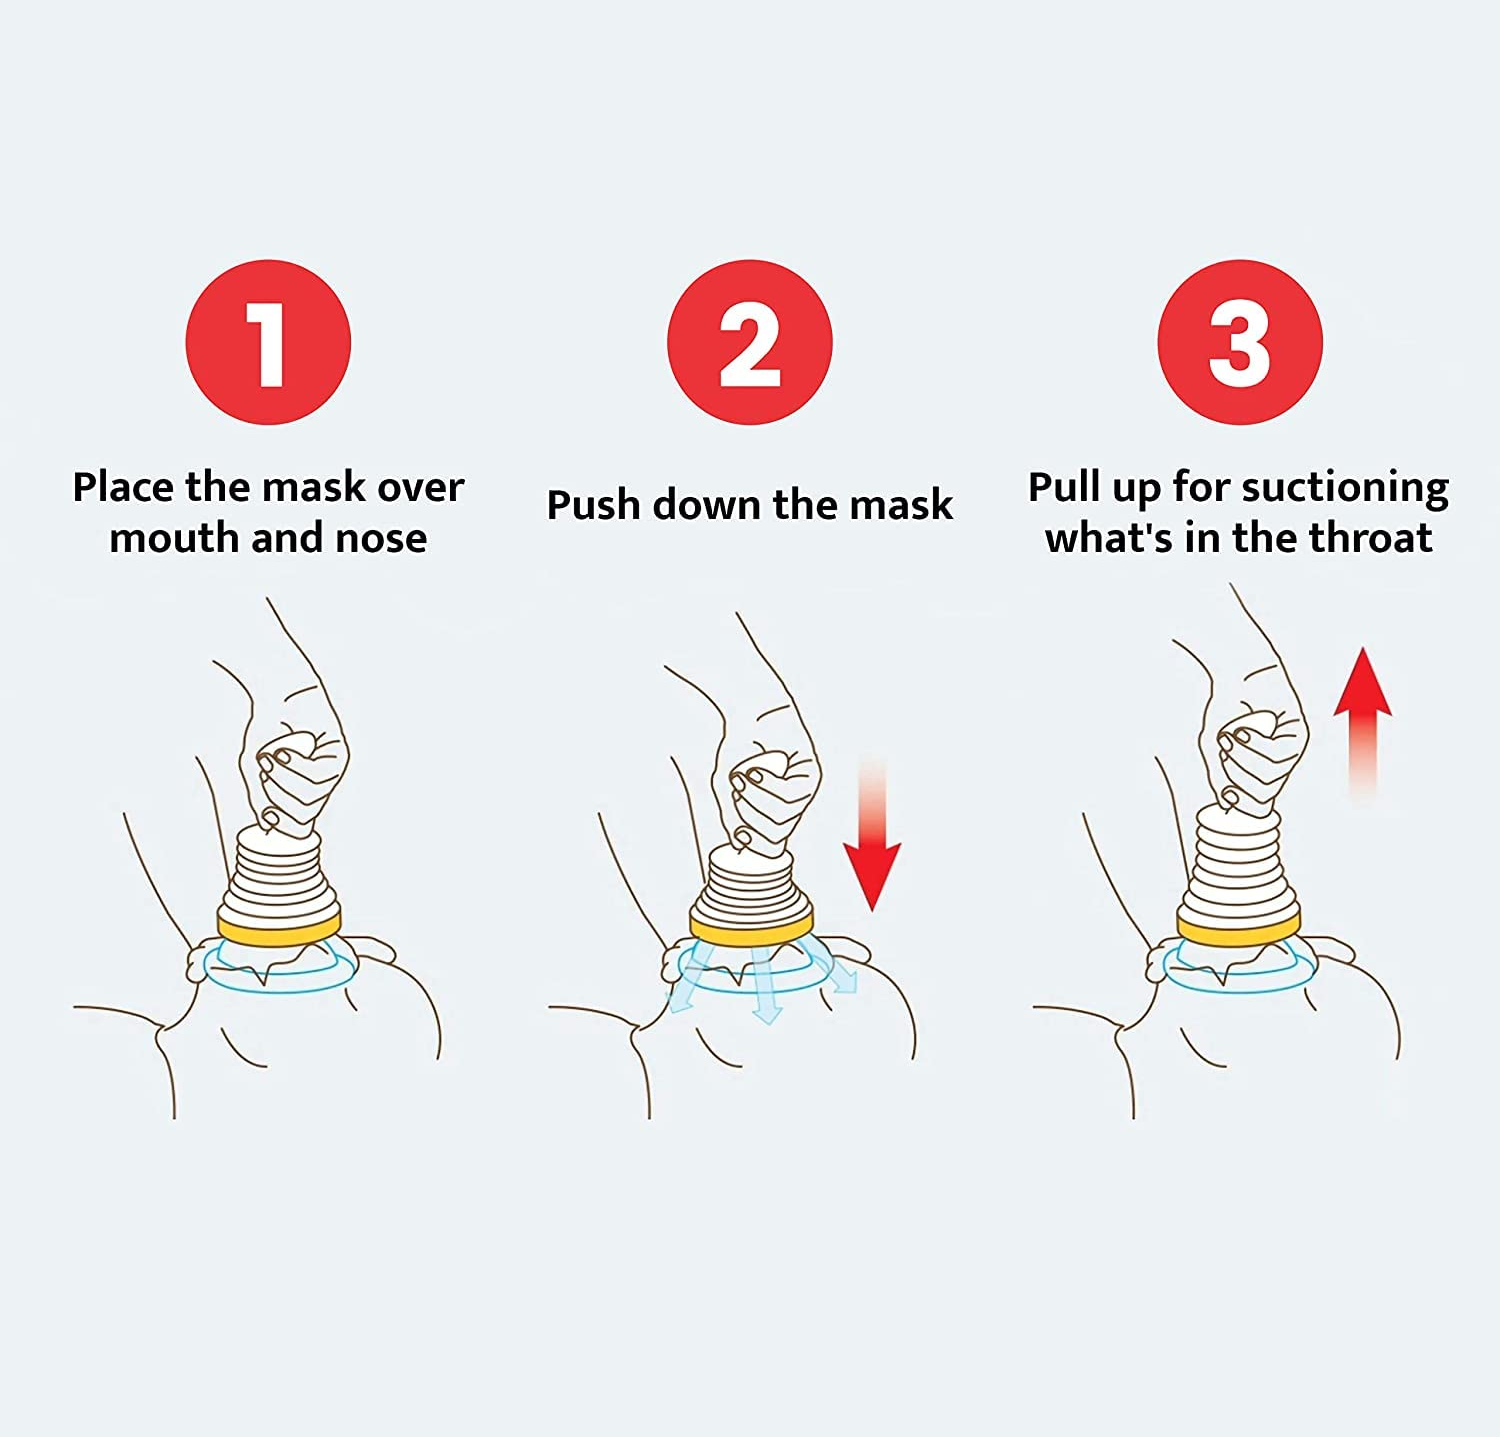 1
Place the mask over
mouth and nose
2
Push down the mask
3
Pull up for suctioning
what's in the throat